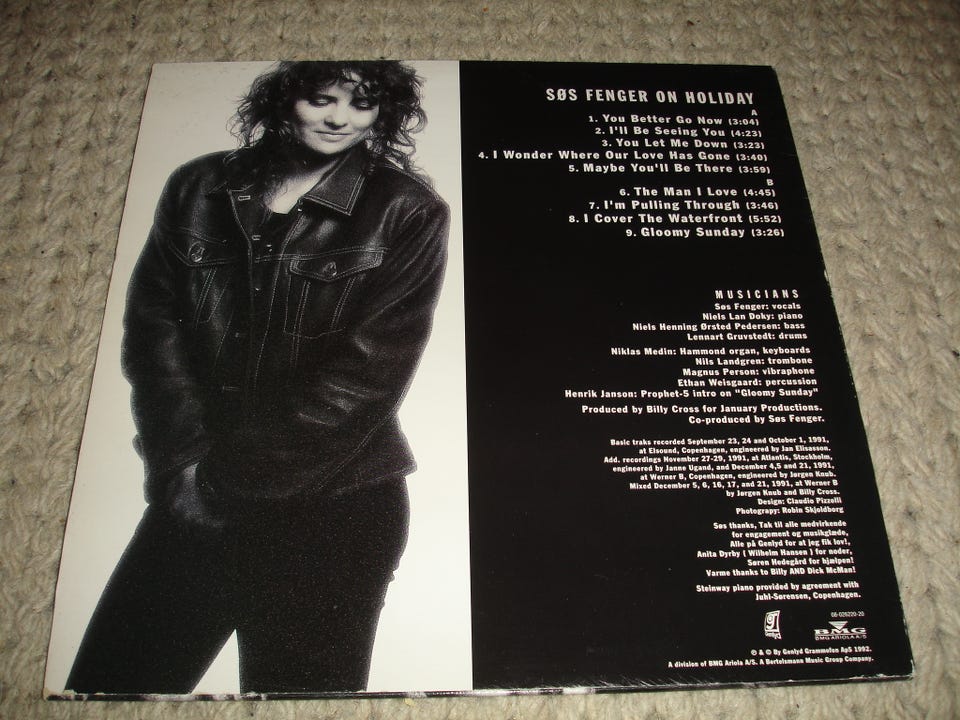 SØS FENGER ON HOLIDAY
A
1. You Better Go Now (3:04)
2. I'll Be Seeing You (4:23)
3. You Let Me Down (3:23)
4. I Wonder Where Our Love Has Gone (3:40)
5. Maybe You'll Be There (3:59)
B
6. The Man I Love (4:45)
7. I'm Pulling Through (3:46)
8. I Cover The Waterfront (5:52)
9. Gloomy Sunday (3:26)
MUSICIANS
Søs Fenger: vocals
Niels Lan Doky: piano
Niels Henning Ørsted Pedersen: bass
Lennart Gruvstedt: drums
Niklas Medin: Hammond organ, keyboards
Nils Landgren: trombone
Magnus Person: vibraphone
Ethan Weisgaard: percussion
Henrik Janson: Prophet-5 intro on "Gloomy Sunday"
Produced by Billy Cross for January Productions.
Co-produced by Søs Fenger.
Basic traks recorded September 23, 24 and October 1, 1991,
at Elsound, Copenhagen, engineered by Jan Elisasson.
Add. recordings November 27-29, 1991, at Atlantis, Stockholm,
engineered by Janne Ugand, and December 4,5 and 21, 1991,
at Werner B, Copenhagen, engineered by Jørgen Knub.
Mixed December 5, 6, 16, 17, and 21, 1991, at Werner B
by Jørgen Knub and Billy Cross.
Design: Claudio Pizzelli
Photograpy: Robin Skjoldborg
Søs thanks, Tak til alle medvirkende
for engagement og musikglæde,
Alle på Genlyd for at jeg fik lov!,
Anita Dyrby ( Wilhelm Hansen ) for noder,
Søren Hedegård for hjælpen!
Varme thanks to Billy AND Dick McMan!
Steinway piano provided by agreement with
Juhl-Sørensen, Copenhagen.
Genlyd
BMG
BMG ARIOLA A/S
℗ & © By Genlyd Grammofon ApS 1992.
A division of BMG Ariola A/S. A Bertelsmann Music Group Company.